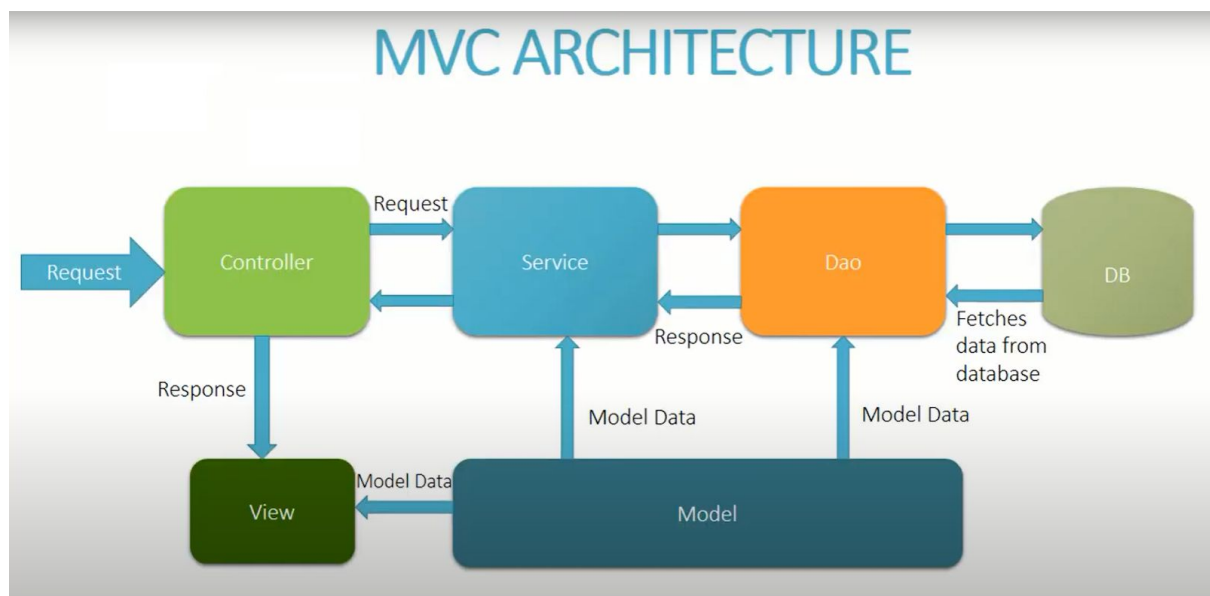 MVC ARCHITECTURE
Request
Request
Controller
Service
Dao
DB
Response
Fetches
data from
database
Response
Model Data
Model Data
Model Data
View
Model